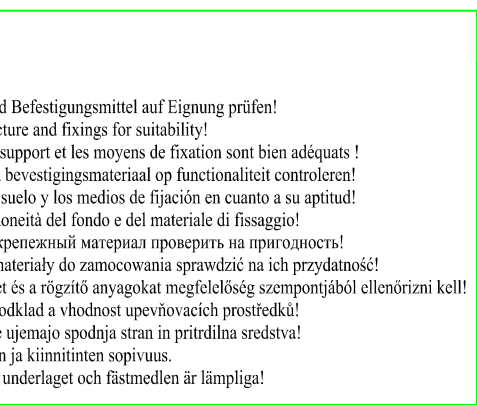 d Befestigungsmittel auf Eignung prüfen!
cture and fixings for suitability!
support et les moyens de fixation sont bien adéquats !
bevestigingsmateriaal op functionaliteit controleren!
suelo y los medios de fijación en cuanto a su aptitud!
doneità del fondo e del materiale di fissaggio!
крепежный материал проверить на пригодность!
materiały do zamocowania sprawdzić na ich przydatność!
et és a rögzítő anyagokat megfelelőség szempontjából ellenőrizni kell!
odklad a vhodnost upevňovacích prostředků!
e ujemajo spodnja stran in pritrdilna sredstva!
n ja kiinnitinten sopivuus.
underlaget och fästmedlen är lämpliga!